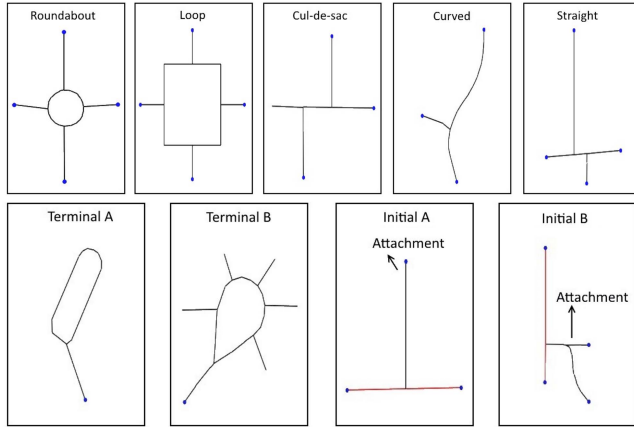 Roundabout
Loop
Cul-de-sac
Curved
Straight
Terminal A
Terminal B
Initial A
Attachment
Initial B
Attachment